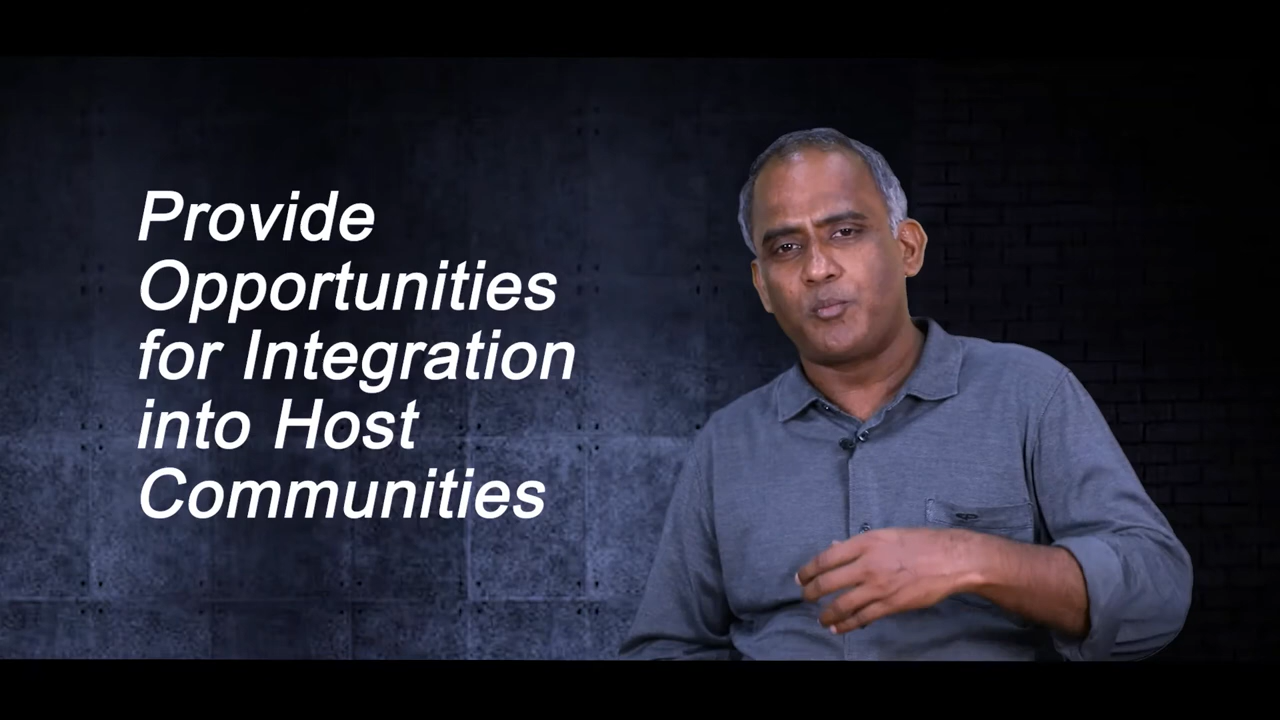 Provide
Opportunities
for Integration
into Host
Communities